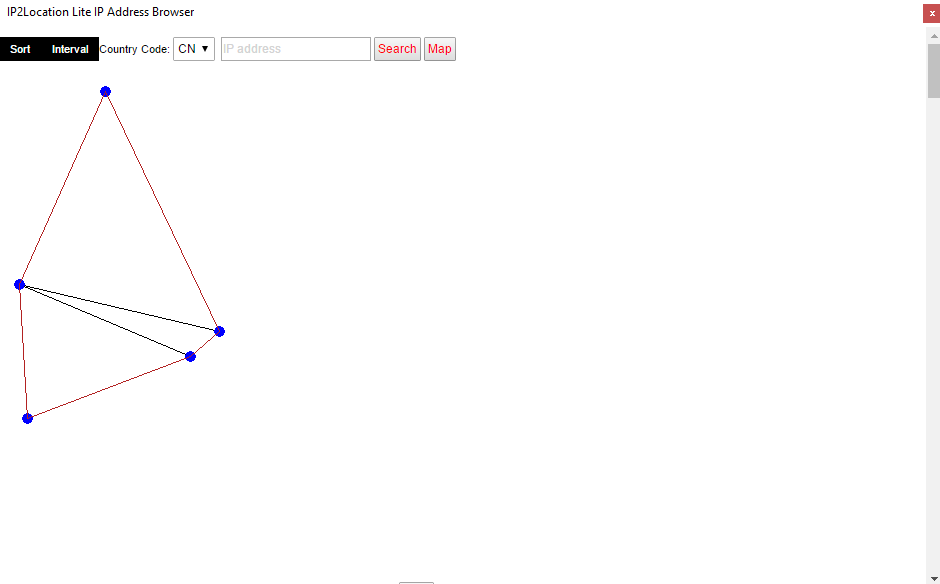 IP2Location Lite IP Address Browser
x
Sort Interval Country Code: CN IP address Search Map